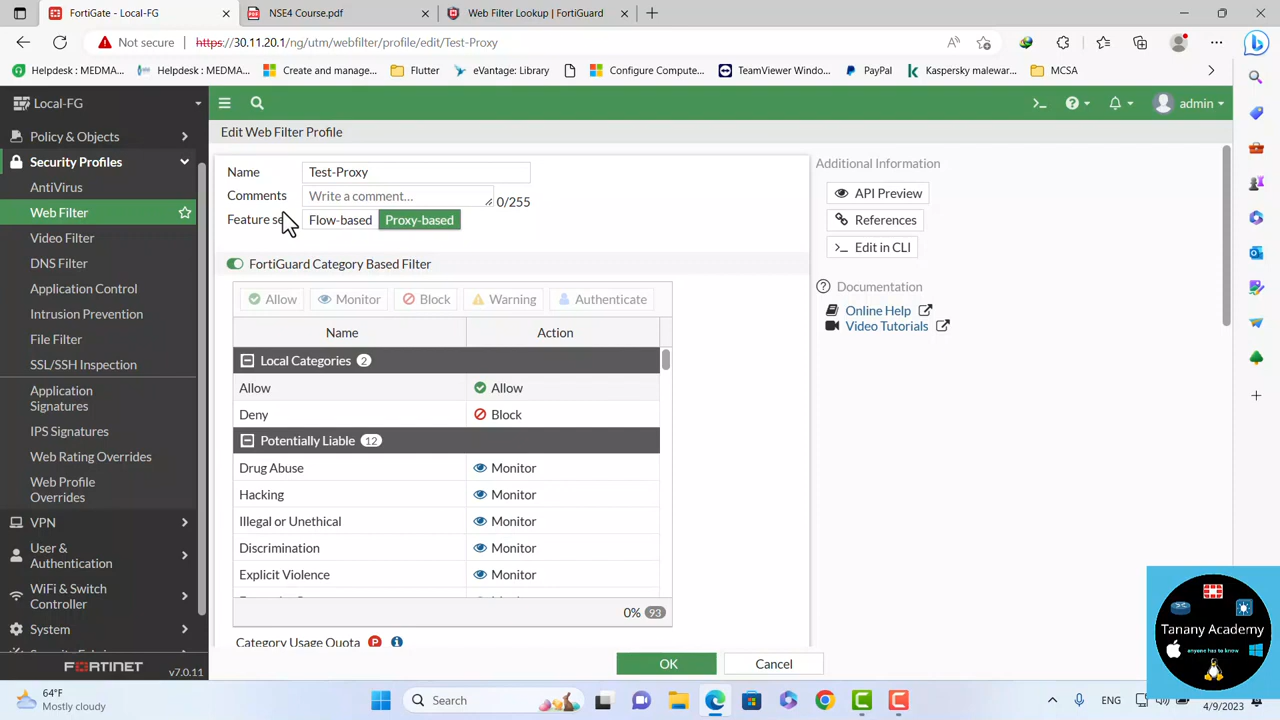 FortiGate - Local-FG
NSE4 Course.pdf
Web Filter Lookup | FortiGuard
Not secure
https://30.11.20.1/ng/utm/webfilter/profile/edit/Test-Proxy
Helpdesk : MEDMA...
Helpdesk : MEDMA...
Create and manage...
Flutter
eVantage: Library
Configure Compute...
TeamViewer Windo...
PayPal
Kaspersky malewar...
MCSA
Local-FG
admin
Policy & Objects
Security Profiles
AntiVirus
Web Filter
Video Filter
DNS Filter
Application Control
Intrusion Prevention
File Filter
SSL/SSH Inspection
Application
Signatures
IPS Signatures
Web Rating Overrides
Web Profile
Overrides
VPN
User &
Authentication
WiFi & Switch
Controller
System
FORTINET
v7.0.11
Edit Web Filter Profile
Name
Test-Proxy
Comments
Write a comment...
0/255
Feature se
Flow-based
Proxy-based
FortiGuard Category Based Filter
Allow
Monitor
Block
Warning
Authenticate
Name
Action
Local Categories 2
Allow
Allow
Deny
Block
Potentially Liable 12
Drug Abuse
Monitor
Hacking
Monitor
Illegal or Unethical
Monitor
Discrimination
Monitor
Explicit Violence
Monitor
0% 93
Category Usage Quota P
OK
Cancel
Additional Information
API Preview
References
Edit in CLI
Documentation
Online Help
Video Tutorials
Tanany Academy
anyone has to know
64°F
Mostly cloudy
Search
ENG
4/9/2023